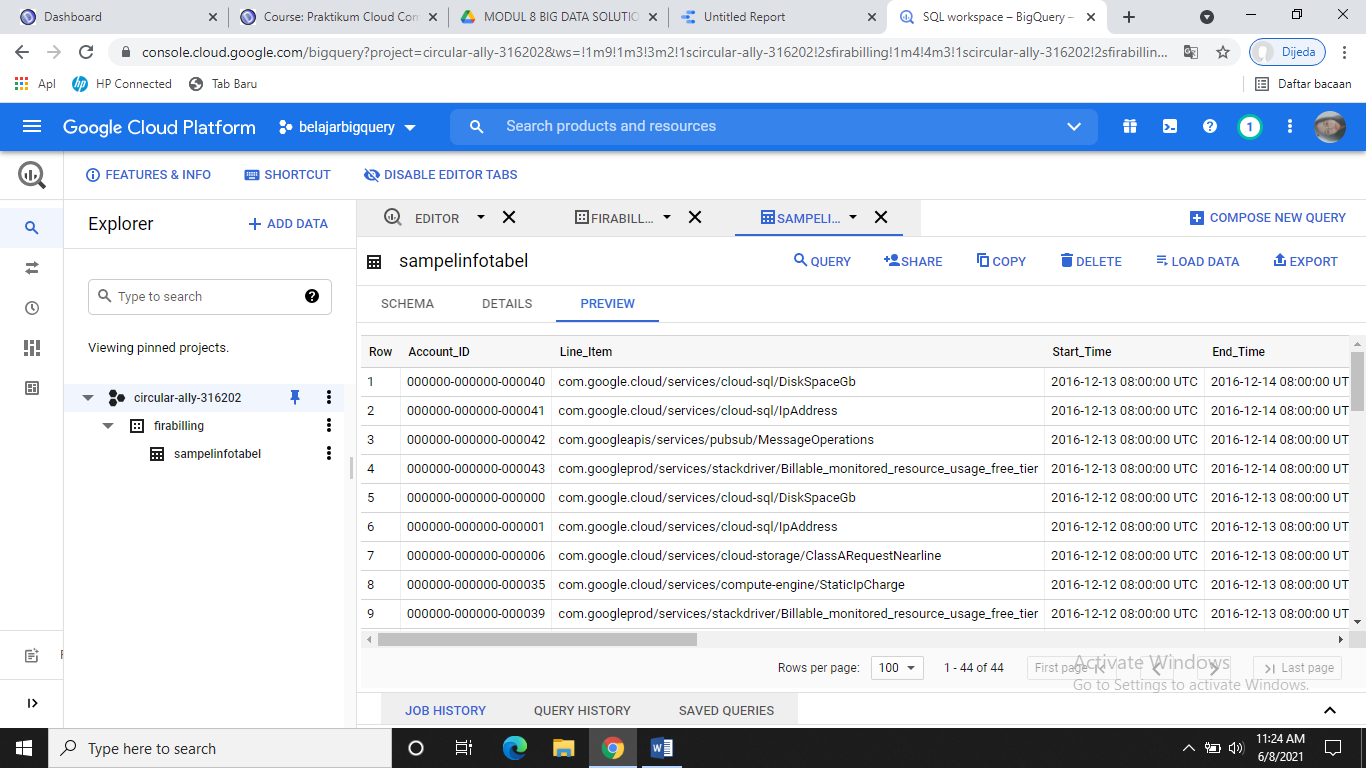 Dashboard
Course: Praktikum Cloud Com
MODUL 8 BIG DATA SOLUTIO
Untitled Report
SQL workspace – BigQuery –
console.cloud.google.com/bigquery?project=circular-ally-316202&ws=!1m9!1m3!3m2!1scircular-ally-316202!2sfirabilling!1m4!4m3!1scircular-ally-316202!2sfirabillin...
Dijeda
Apl
HP Connected
Tab Baru
Daftar bacaan
Google Cloud Platform
belajarbigquery
Search products and resources
1
FEATURES & INFO
SHORTCUT
DISABLE EDITOR TABS
Explorer
+ ADD DATA
EDITOR
FIRABILL...
SAMPELI...
COMPOSE NEW QUERY
sampelinfotabel
QUERY
SHARE
COPY
DELETE
LOAD DATA
EXPORT
Type to search
SCHEMA
DETAILS
PREVIEW
Viewing pinned projects.
circular-ally-316202
firabilling
sampelinfotabel
Row Account_ID Line_Item Start_Time End_Time
1 000000-000000-000040 com.google.cloud/services/cloud-sql/DiskSpaceGb 2016-12-13 08:00:00 UTC 2016-12-14 08:00:00 UT
2 000000-000000-000041 com.google.cloud/services/cloud-sql/IpAddress 2016-12-13 08:00:00 UTC 2016-12-14 08:00:00 UT
3 000000-000000-000042 com.googleapis/services/pubsub/MessageOperations 2016-12-13 08:00:00 UTC 2016-12-14 08:00:00 UT
4 000000-000000-000043 com.googleprod/services/stackdriver/Billable_monitored_resource_usage_free_tier 2016-12-13 08:00:00 UTC 2016-12-14 08:00:00 UT
5 000000-000000-000000 com.google.cloud/services/cloud-sql/DiskSpaceGb 2016-12-12 08:00:00 UTC 2016-12-13 08:00:00 UT
6 000000-000000-000001 com.google.cloud/services/cloud-sql/IpAddress 2016-12-12 08:00:00 UTC 2016-12-13 08:00:00 UT
7 000000-000000-000006 com.google.cloud/services/cloud-storage/ClassARequestNearline 2016-12-12 08:00:00 UTC 2016-12-13 08:00:00 UT
8 000000-000000-000035 com.google.cloud/services/compute-engine/StaticIpCharge 2016-12-12 08:00:00 UTC 2016-12-13 08:00:00 UT
9 000000-000000-000039 com.googleprod/services/stackdriver/Billable_monitored_resource_usage_free_tier 2016-12-12 08:00:00 UTC 2016-12-13 08:00:00 UT
Rows per page: 100 1 - 44 of 44 First page Last page
Activate Windows
Go to Settings to activate Windows.
JOB HISTORY
QUERY HISTORY
SAVED QUERIES
Type here to search
11:24 AM
6/8/2021